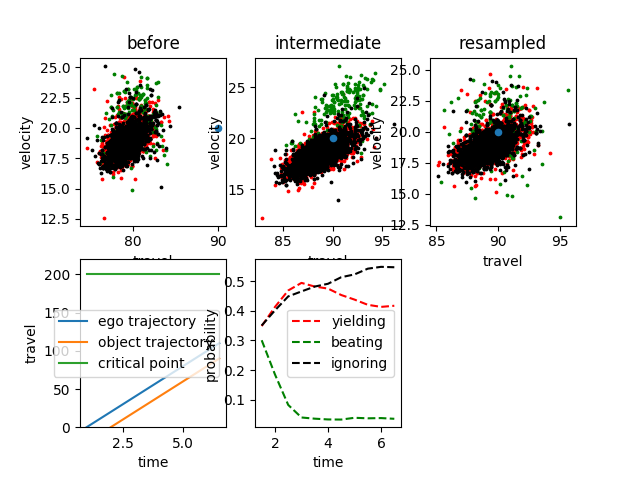 before
intermediate
resampled
25.0
22.5
20.0
17.5
15.0
12.5
velocity
80
90
travel
25
20
15
velocity
85
90
95
travel
25.0
22.5
20.0
17.5
15.0
12.5
velocity
85
90
95
travel
200
150
100
50
0
travel
ego trajectory
object trajectory
critical point
2.5
5.0
time
0.5
0.4
0.3
0.2
0.1
probability
yielding
beating
ignoring
2
4
6
time